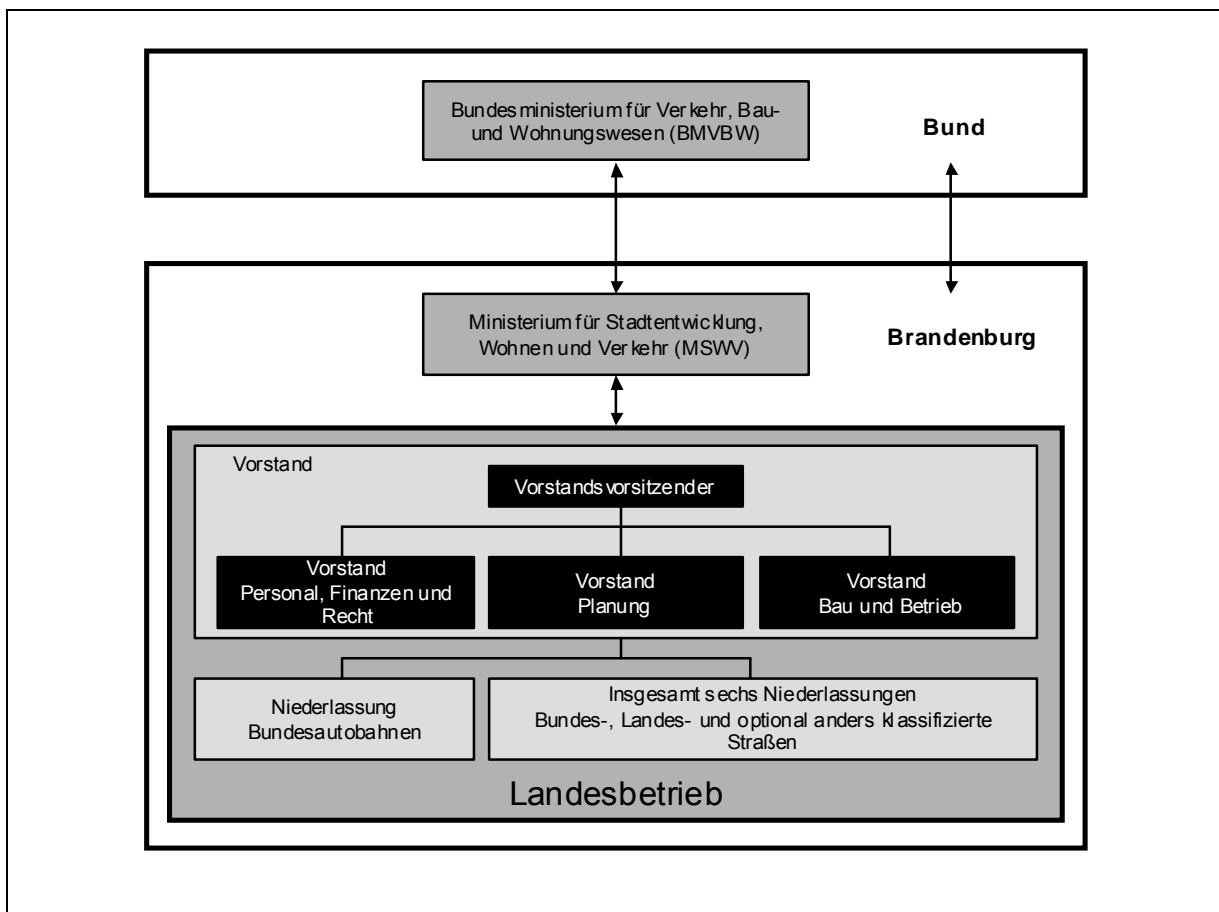 Bundesministerium für Verkehr, Bau-
und Wohnungswesen (BMVBW)
Bund
Ministerium für Stadtentwicklung,
Wohnen und Verkehr (MSWV)
Brandenburg
Vorstand
Vorstandsvorsitzender
Vorstand
Personal, Finanzen und
Recht
Vorstand
Planung
Vorstand
Bau und Betrieb
Niederlassung
Bundesautobahnen
Insgesamt sechs Niederlassungen
Bundes-, Landes- und optional anders klassifizierte
Straßen
Landesbetrieb